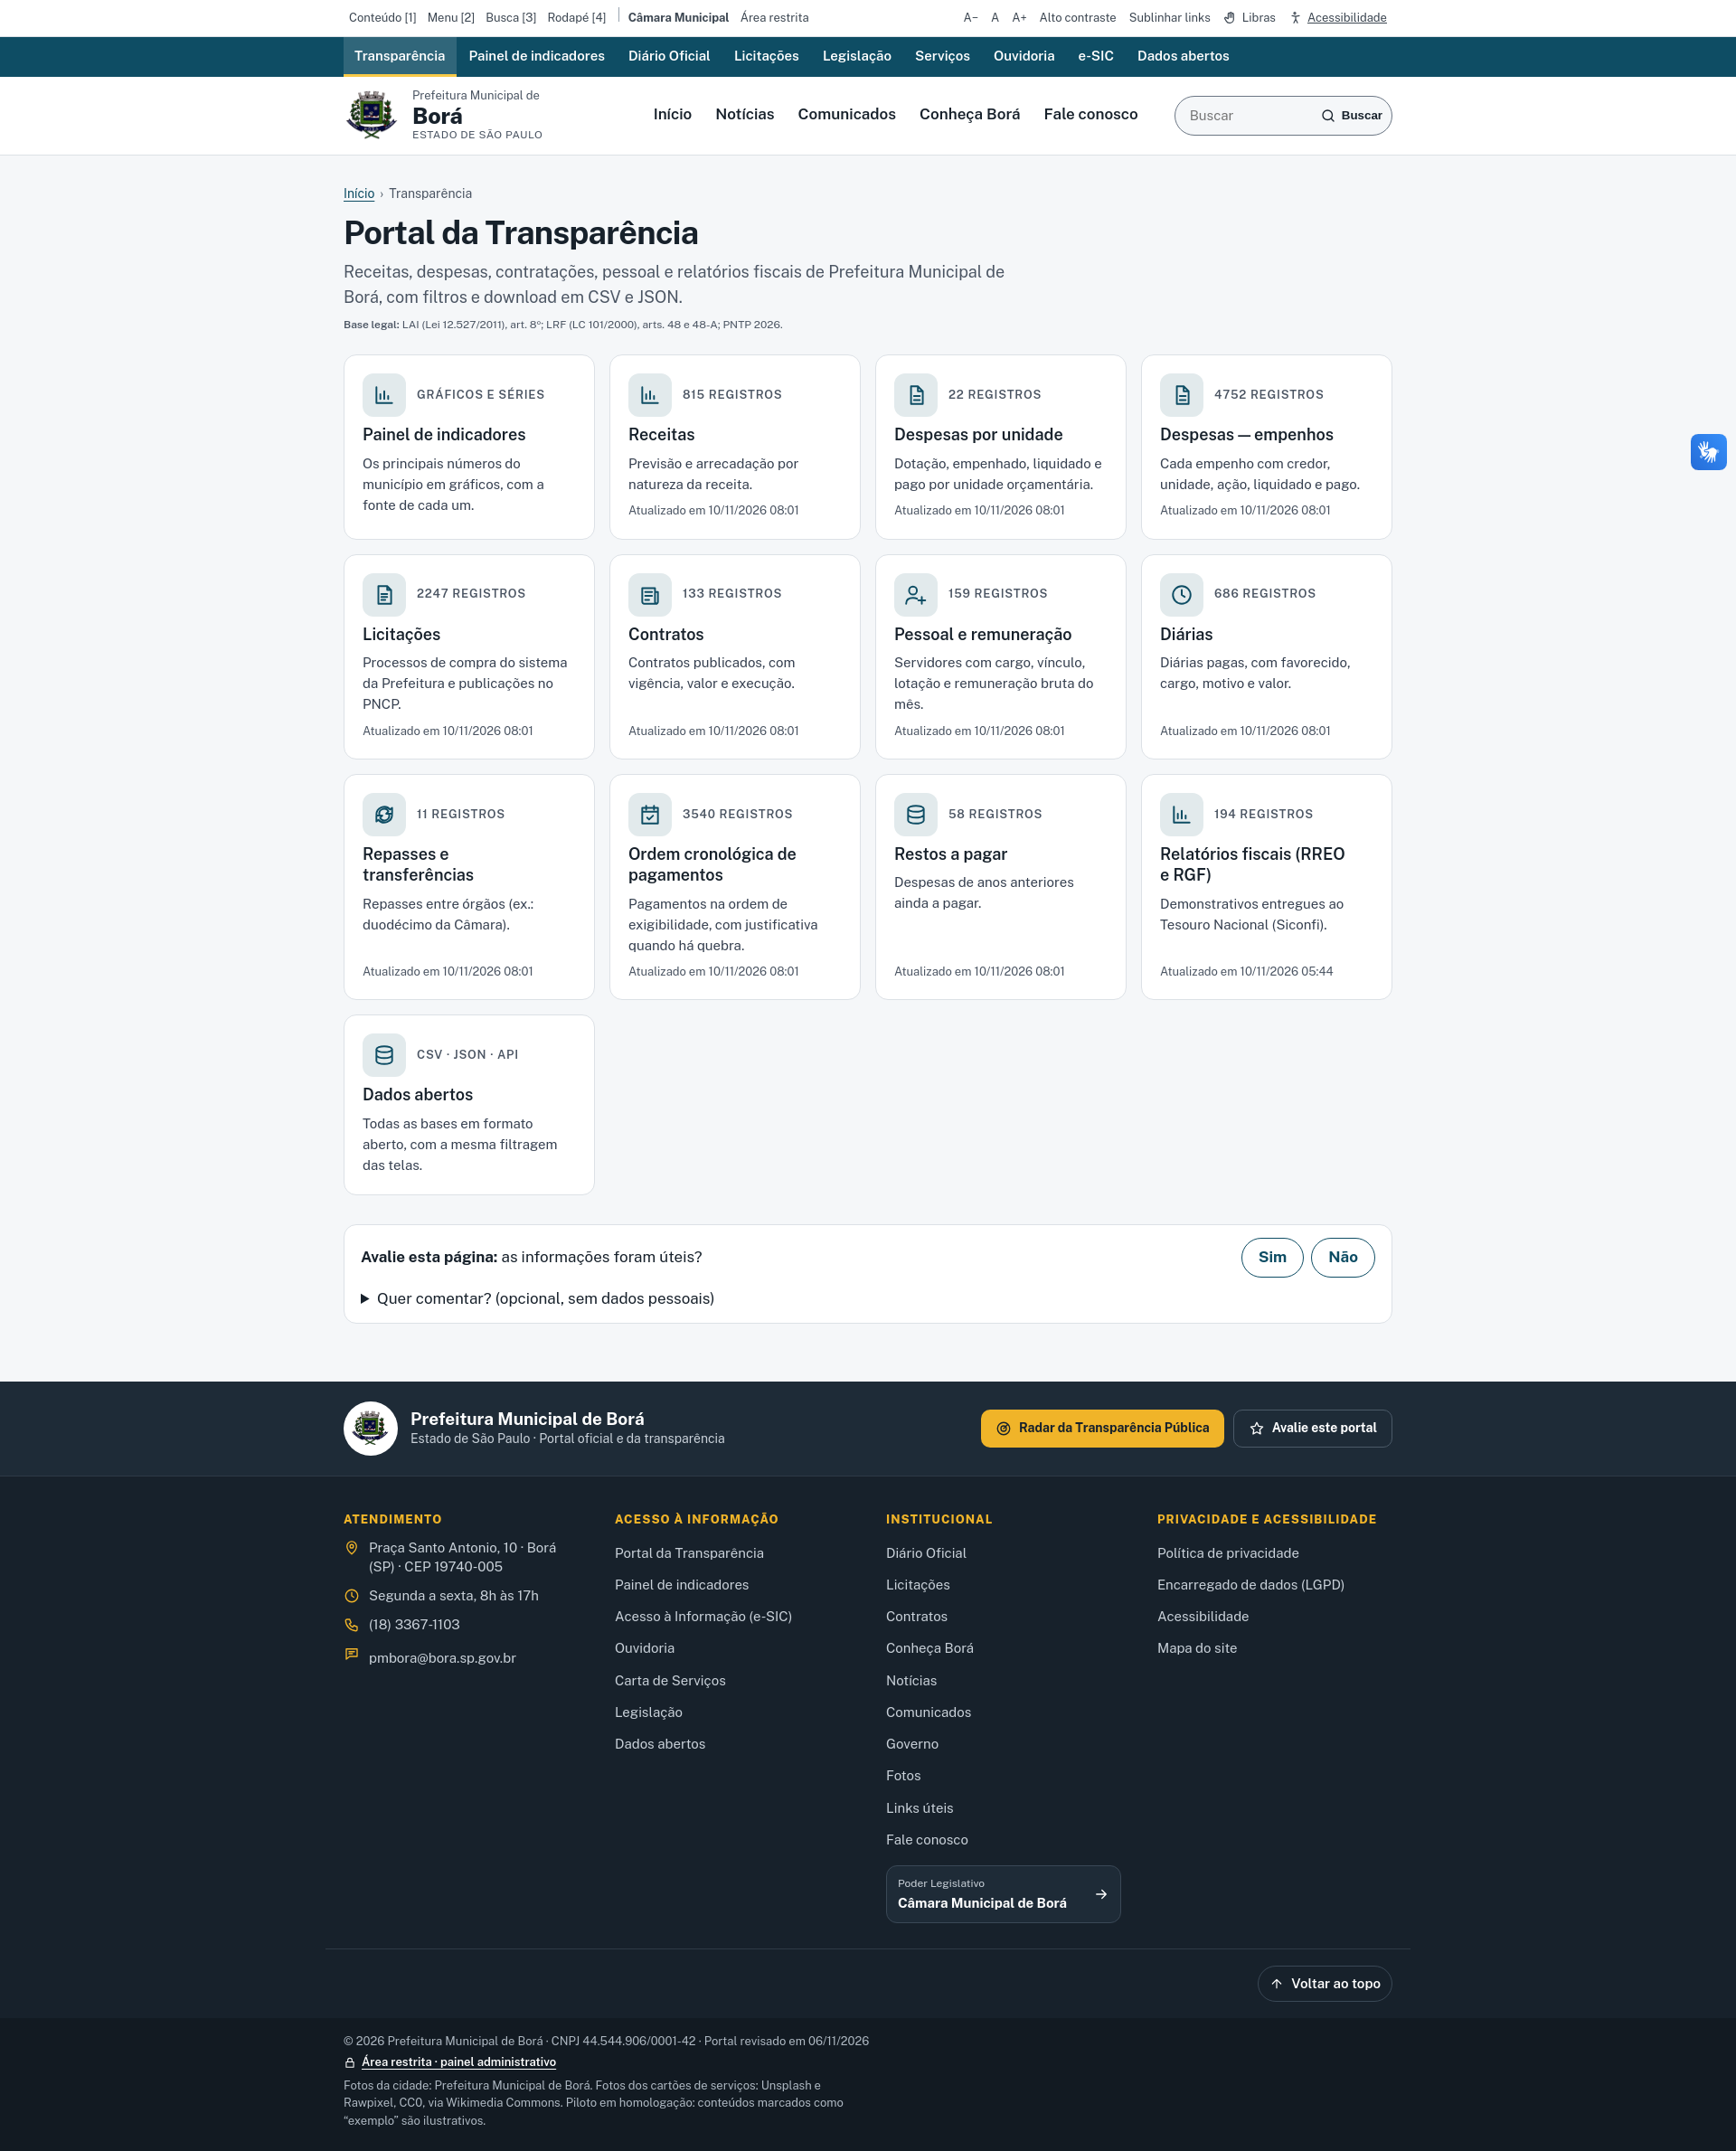 Conteúdo [1] Menu [2] Busca [3] Rodapé [4] Câmara Municipal Área restrita A− A A+ Alto contraste Sublinhar links Libras Acessibilidade
Transparência Painel de indicadores Diário Oficial Licitações Legislação Serviços Ouvidoria e-SIC Dados abertos
Prefeitura Municipal de
Borá
ESTADO DE SÃO PAULO
Início Notícias Comunicados Conheça Borá Fale conosco
Buscar Buscar
Início › Transparência
Portal da Transparência
Receitas, despesas, contratações, pessoal e relatórios fiscais de Prefeitura Municipal de
Borá, com filtros e download em CSV e JSON.
Base legal: LAI (Lei 12.527/2011), art. 8º; LRF (LC 101/2000), arts. 48 e 48-A; PNTP 2026.
GRÁFICOS E SÉRIES
Painel de indicadores
Os principais números do
município em gráficos, com a
fonte de cada um.
815 REGISTROS
Receitas
Previsão e arrecadação por
natureza da receita.
Atualizado em 10/11/2026 08:01
22 REGISTROS
Despesas por unidade
Dotação, empenhado, liquidado e
pago por unidade orçamentária.
Atualizado em 10/11/2026 08:01
4752 REGISTROS
Despesas — empenhos
Cada empenho com credor,
unidade, ação, liquidado e pago.
Atualizado em 10/11/2026 08:01
2247 REGISTROS
Licitações
Processos de compra do sistema
da Prefeitura e publicações no
PNCP.
Atualizado em 10/11/2026 08:01
133 REGISTROS
Contratos
Contratos publicados, com
vigência, valor e execução.
Atualizado em 10/11/2026 08:01
159 REGISTROS
Pessoal e remuneração
Servidores com cargo, vínculo,
lotação e remuneração bruta do
mês.
Atualizado em 10/11/2026 08:01
686 REGISTROS
Diárias
Diárias pagas, com favorecido,
cargo, motivo e valor.
Atualizado em 10/11/2026 08:01
11 REGISTROS
Repasses e
transferências
Repasses entre órgãos (ex.:
duodécimo da Câmara).
Atualizado em 10/11/2026 08:01
3540 REGISTROS
Ordem cronológica de
pagamentos
Pagamentos na ordem de
exigibilidade, com justificativa
quando há quebra.
Atualizado em 10/11/2026 08:01
58 REGISTROS
Restos a pagar
Despesas de anos anteriores
ainda a pagar.
Atualizado em 10/11/2026 08:01
194 REGISTROS
Relatórios fiscais (RREO
e RGF)
Demonstrativos entregues ao
Tesouro Nacional (Siconfi).
Atualizado em 10/11/2026 05:44
CSV · JSON · API
Dados abertos
Todas as bases em formato
aberto, com a mesma filtragem
das telas.
Avalie esta página: as informações foram úteis? Sim Não
Quer comentar? (opcional, sem dados pessoais)
Prefeitura Municipal de Borá
Estado de São Paulo · Portal oficial e da transparência
Radar da Transparência Pública Avalie este portal
ATENDIMENTO
Praça Santo Antonio, 10 · Borá
(SP) · CEP 19740-005
Segunda a sexta, 8h às 17h
(18) 3367-1103
pmbora@bora.sp.gov.br
ACESSO À INFORMAÇÃO
Portal da Transparência
Painel de indicadores
Acesso à Informação (e-SIC)
Ouvidoria
Carta de Serviços
Legislação
Dados abertos
INSTITUCIONAL
Diário Oficial
Licitações
Contratos
Conheça Borá
Notícias
Comunicados
Governo
Fotos
Links úteis
Fale conosco
Poder Legislativo
Câmara Municipal de Borá
PRIVACIDADE E ACESSIBILIDADE
Política de privacidade
Encarregado de dados (LGPD)
Acessibilidade
Mapa do site
Voltar ao topo
© 2026 Prefeitura Municipal de Borá · CNPJ 44.544.906/0001-42 · Portal revisado em 06/11/2026
Área restrita · painel administrativo
Fotos da cidade: Prefeitura Municipal de Borá. Fotos dos cartões de serviços: Unsplash e
Rawpixel, CC0, via Wikimedia Commons. Piloto em homologação: conteúdos marcados como
“exemplo” são ilustrativos.